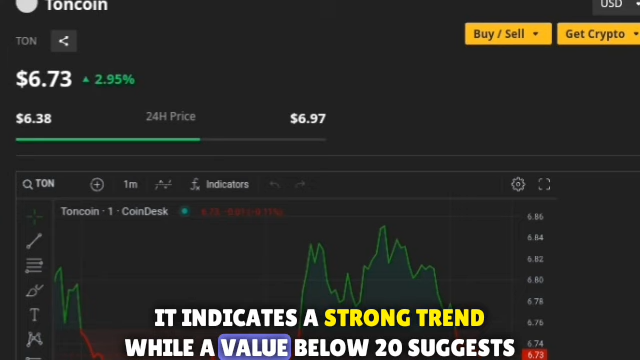 Toncoin
USD
TON
Buy / Sell
Get Crypto
$6.73 ▲ 2.95%
$6.38
24H Price
$6.97
TON
1m
Indicators
Toncoin · 1 · CoinDesk
6.86
6.84
6.82
6.80
6.78
6.76
6.74
6.73
IT INDICATES A STRONG TREND
WHILE A VALUE BELOW 20 SUGGESTS